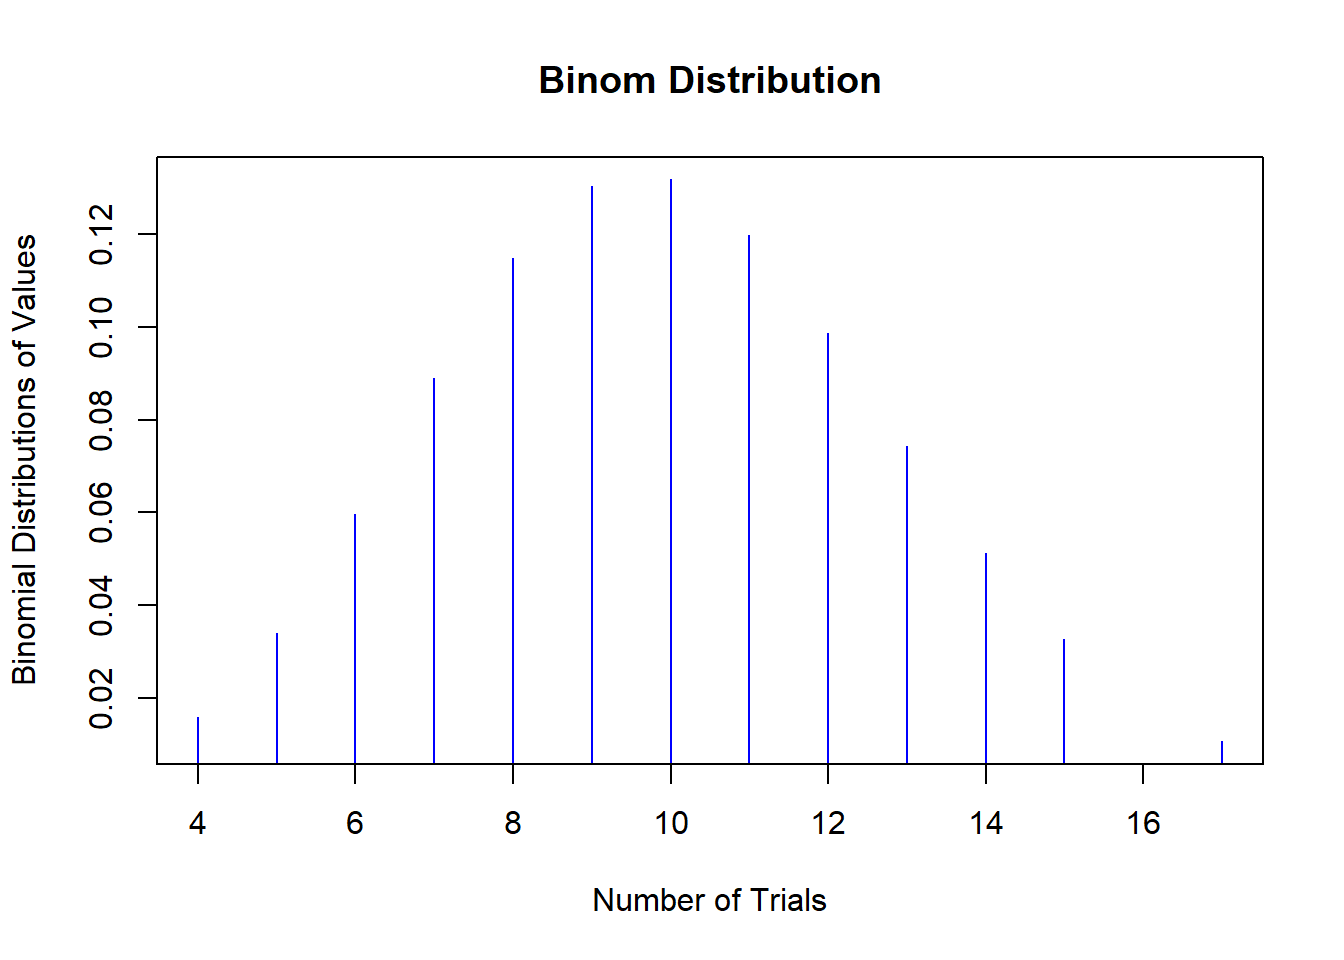 Binom Distribution
Binomial Distributions of Values
0.12
0.10
0.08
0.06
0.04
0.02
4 6 8 10 12 14 16
Number of Trials